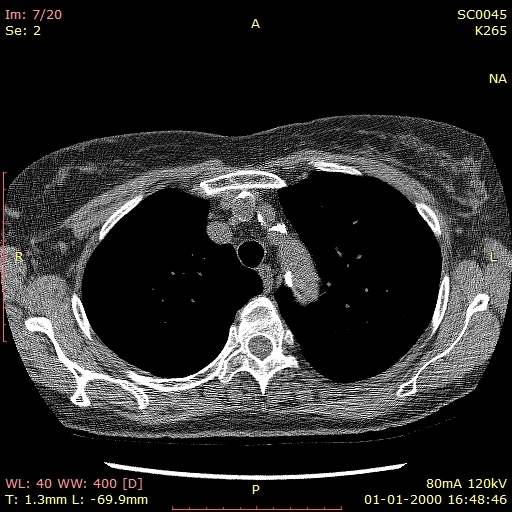 Im: 7/20
Se: 2
A
SC0045
K265
NA
R
L
WL: 40 WW: 400 [D]
T: 1.3mm L: -69.9mm
P
80mA 120kV
01-01-2000 16:48:46